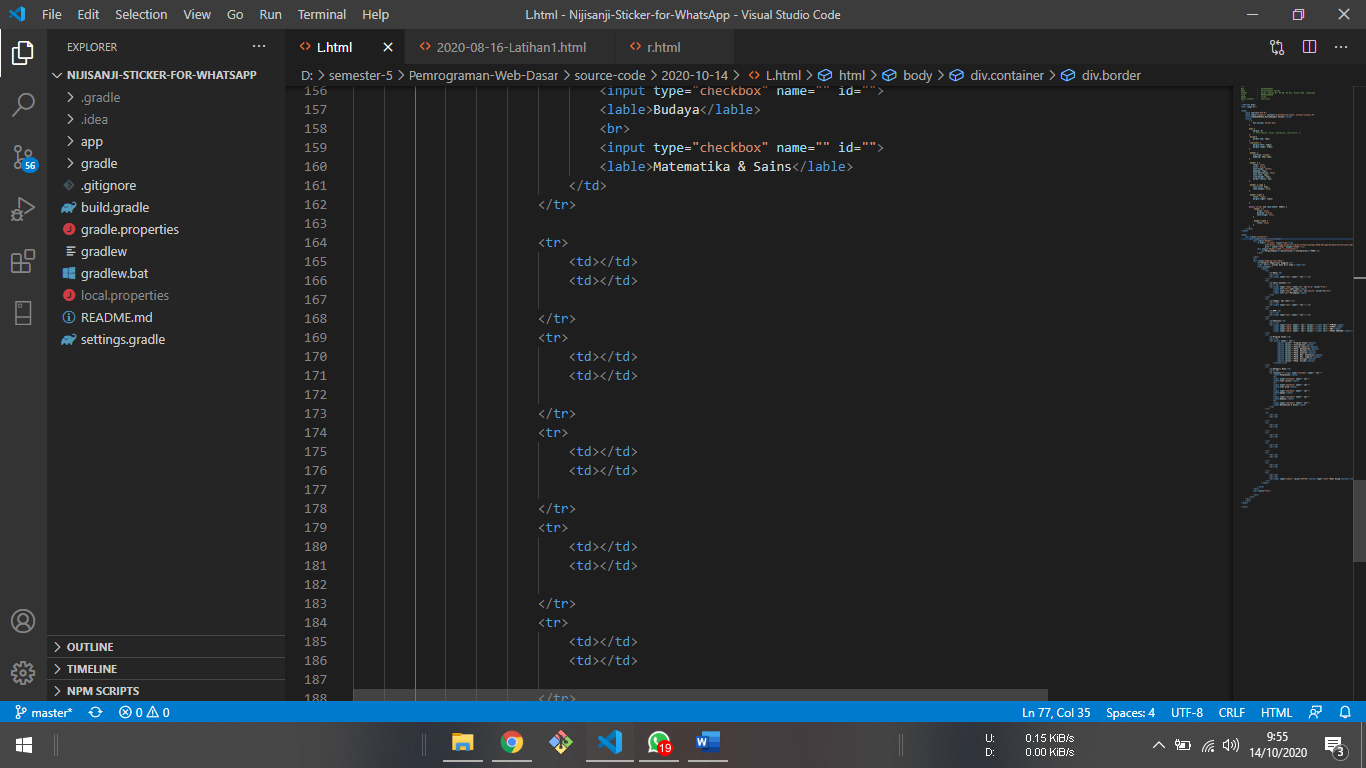 File Edit Selection View Go Run Terminal Help
L.html - Nijisanji-Sticker-for-WhatsApp - Visual Studio Code
EXPLORER
L.html
2020-08-16-Latihan1.html
r.html
NIJISANJI-STICKER-FOR-WHATSAPP
D: > semester-5 > Pemrograman-Web-Dasar > source-code > 2020-10-14 > L.html > html > body > div.container > div.border
.gradle
.idea
app
gradle
.gitignore
build.gradle
gradle.properties
gradlew
gradlew.bat
local.properties
README.md
settings.gradle
56
OUTLINE
TIMELINE
NPM SCRIPTS
156 <input type="checkbox" name="" id="">
157 <lable>Budaya</lable>
158 <br>
159 <input type="checkbox" name="" id="">
160 <lable>Matematika & Sains</lable>
161 </td>
162 </tr>
163
164 <tr>
165 <td></td>
166 <td></td>
167
168 </tr>
169 <tr>
170 <td></td>
171 <td></td>
172
173 </tr>
174 <tr>
175 <td></td>
176 <td></td>
177
178 </tr>
179 <tr>
180 <td></td>
181 <td></td>
182
183 </tr>
184 <tr>
185 <td></td>
186 <td></td>
187
188 </tr>
master* 0 0
Ln 77, Col 35 Spaces: 4 UTF-8 CRLF HTML
19
U: 0.15 KiB/s
D: 0.00 KiB/s
9:55
14/10/2020
3